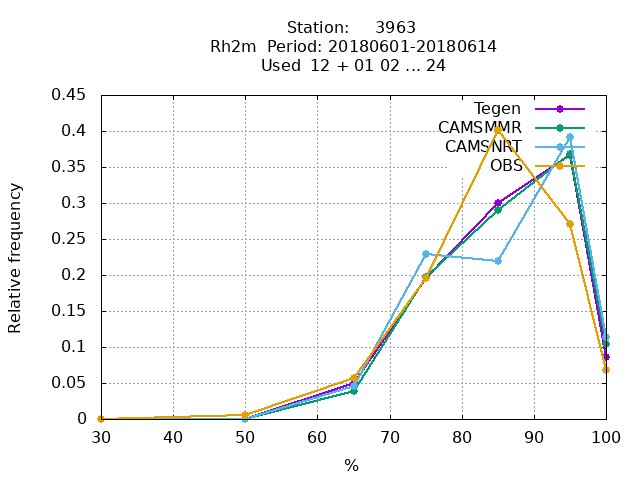 Station: 3963
Rh2m Period: 20180601-20180614
Used 12 + 01 02 ... 24
0.45
0.4
0.35
0.3
0.25
0.2
0.15
0.1
0.05
0
Relative frequency
Tegen
CAMSMMR
CAMSNRT
OBS
30 40 50 60 70 80 90 100
%